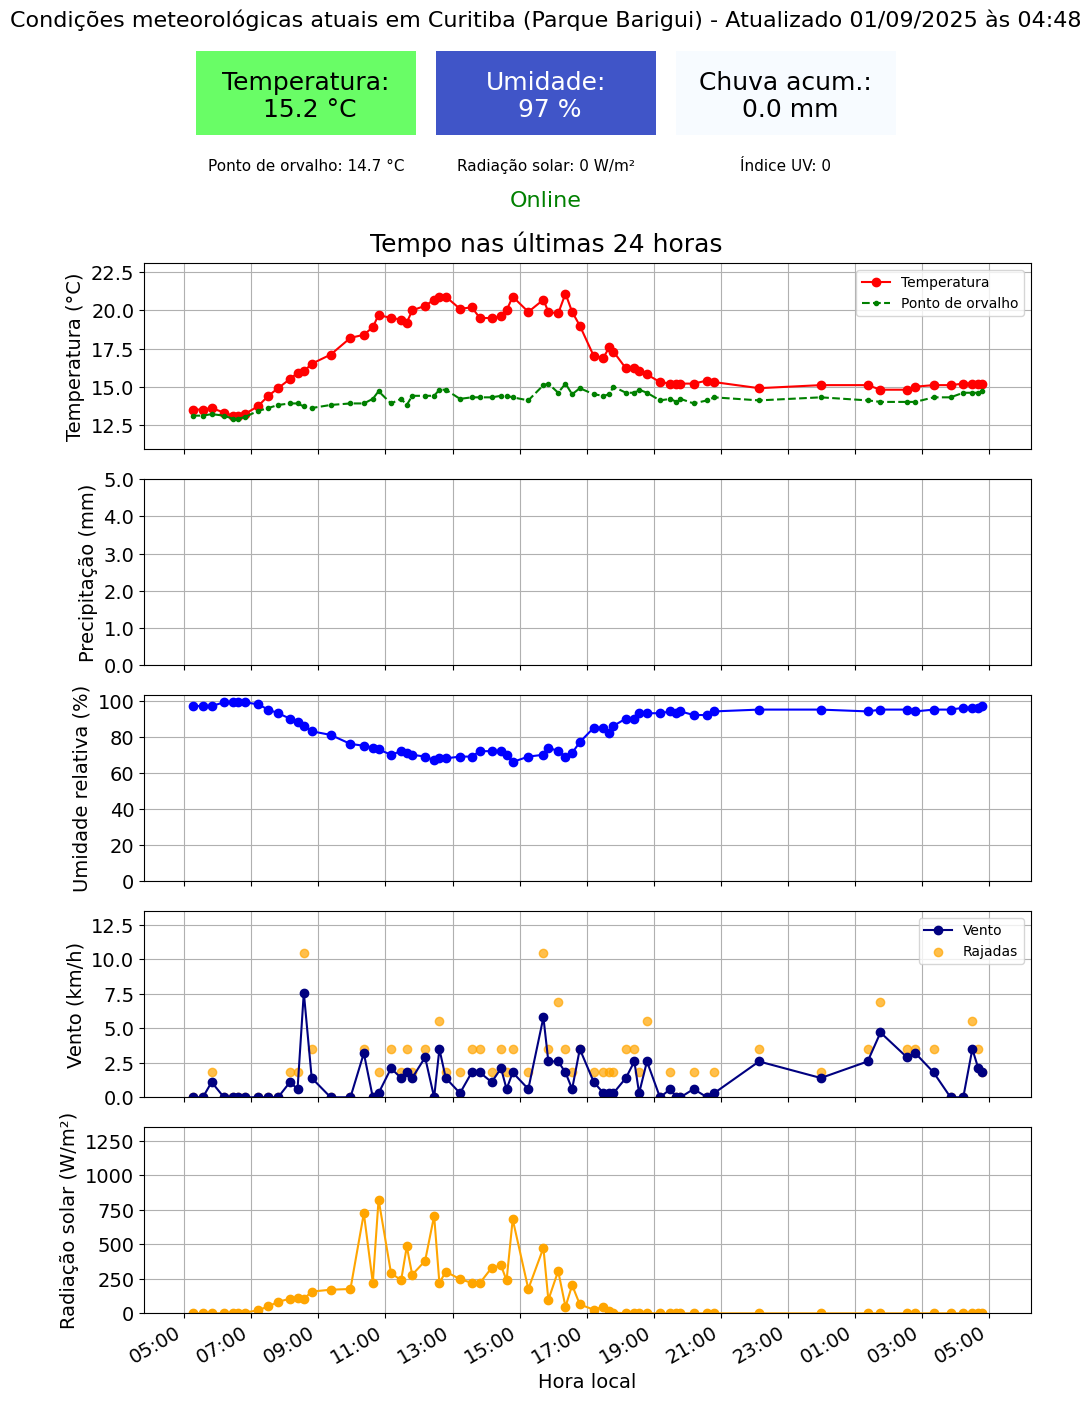 Condições meteorológicas atuais em Curitiba (Parque Barigui) - Atualizado 01/09/2025 às 04:48
Temperatura:
15.2 °C
Umidade:
97 %
Chuva acum.:
0.0 mm
Ponto de orvalho: 14.7 °C
Radiação solar: 0 W/m²
Índice UV: 0
Online
Tempo nas últimas 24 horas
Temperatura (°C)
22.5
20.0
17.5
15.0
12.5
Temperatura
Ponto de orvalho
Precipitação (mm)
5.0
4.0
3.0
2.0
1.0
0.0
Umidade relativa (%)
100
80
60
40
20
0
Vento (km/h)
12.5
10.0
7.5
5.0
2.5
0.0
Vento
Rajadas
Radiação solar (W/m²)
1250
1000
750
500
250
0
05:00
07:00
09:00
11:00
13:00
15:00
17:00
19:00
21:00
23:00
01:00
03:00
05:00
Hora local